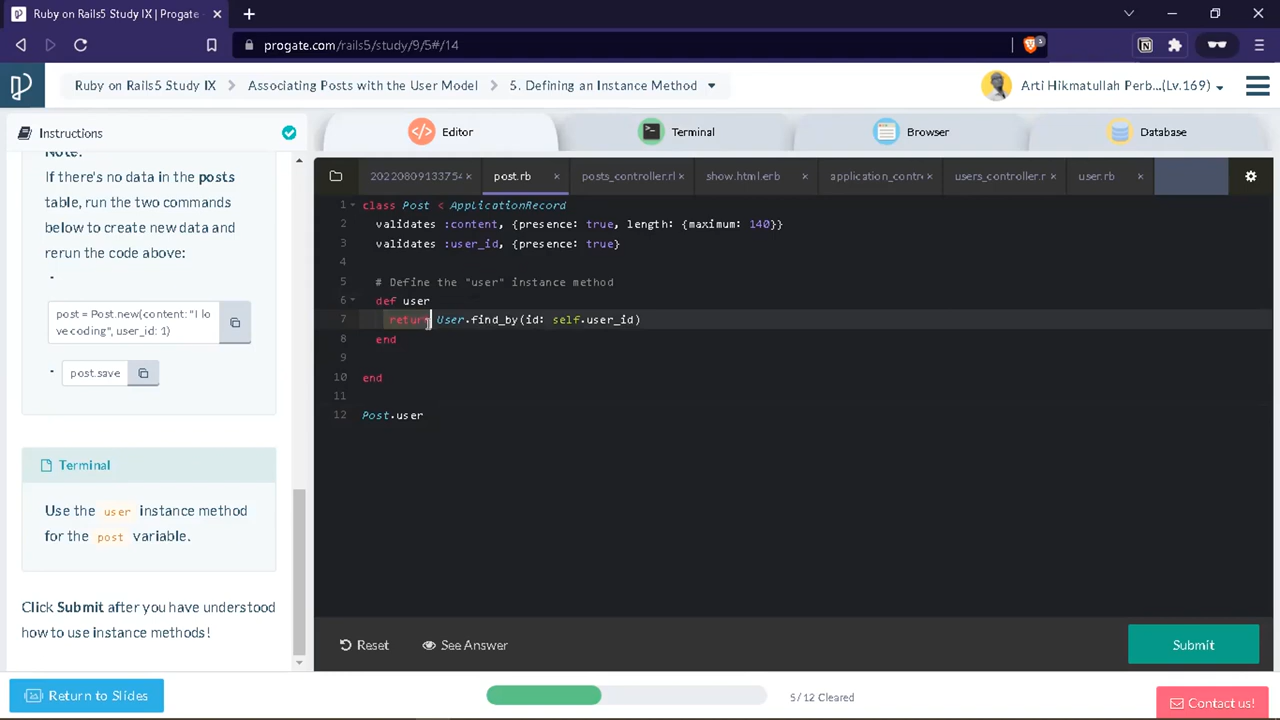 Ruby on Rails5 Study IX | Progate -
progate.com/rails5/study/9/5#/14
3
Ruby on Rails5 Study IX
Associating Posts with the User Model
5. Defining an Instance Method
Arti Hikmatullah Perb...(Lv.169)
Instructions
Editor
Terminal
Browser
Database
Note:
If there's no data in the posts
table, run the two commands
below to create new data and
rerun the code above:
post = Post.new(content: "I lo
ve coding", user_id: 1)
post.save
Terminal
Use the user instance method
for the post variable.
Click Submit after you have understood
how to use instance methods!
20220809133754
post.rb
posts_controller.rl
show.html.erb
application_contro
users_controller.r
user.rb
1 class Post < ApplicationRecord
2 validates :content, {presence: true, length: {maximum: 140}}
3 validates :user_id, {presence: true}
4
5 # Define the "user" instance method
6 def user
7 return User.find_by(id: self.user_id)
8 end
9
10 end
11
12 Post.user
Reset
See Answer
Submit
Return to Slides
5/12 Cleared
Contact us!